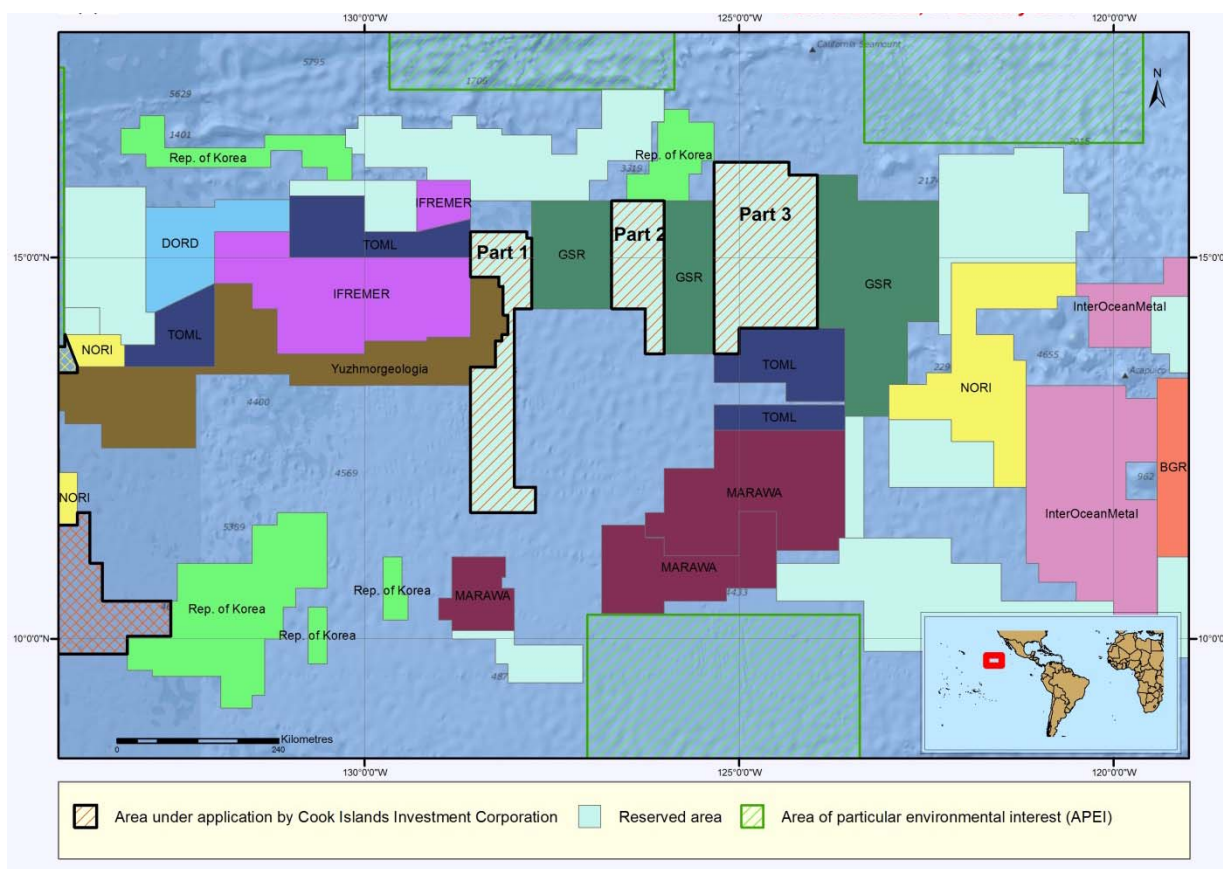 130°0'0"W
125°0'0"W
120°0'0"W
California Seamount
N
5795
1706
5629
1401
Rep. of Korea
Rep. of Korea
3319
2174
IFREMER
Part 3
DORD
TOML
Part 1
GSR
Part 2
GSR
GSR
15°0'0"N
15°0'0"N
IFREMER
InterOceanMetal
TOML
NORI
Yuzhmorgeologia
TOML
229
4655
Acapulco
NORI
4400
TOML
4569
BGR
962
NORI
MARAWA
InterOceanMetal
5389
MARAWA
Rep. of Korea
MARAWA
4433
Rep. of Korea
Rep. of Korea
10°0'0"N
10°0'0"N
487
Kilometres
0
240
130°0'0"W
125°0'0"W
120°0'0"W
Area under application by Cook Islands Investment Corporation
Reserved area
Area of particular environmental interest (APEI)